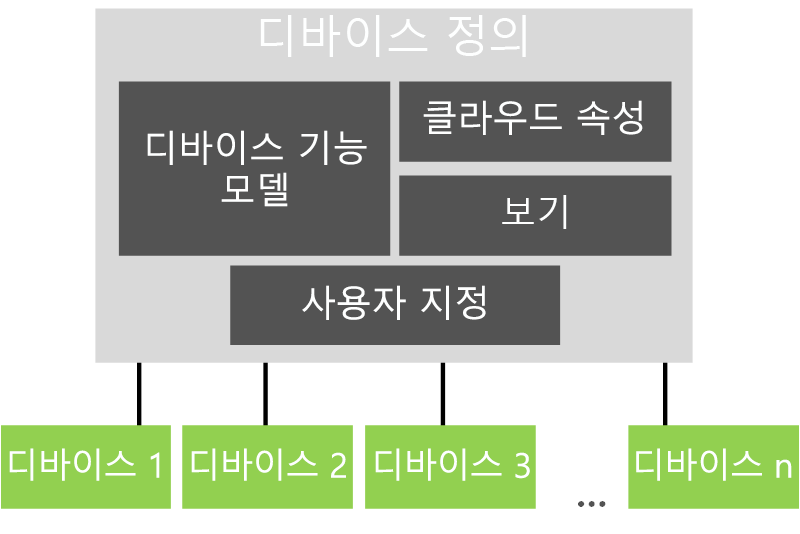 디바이스 정의
디바이스 기능
모델
클라우드 속성
보기
사용자 지정
디바이스 1
디바이스 2
디바이스 3
...
디바이스 n